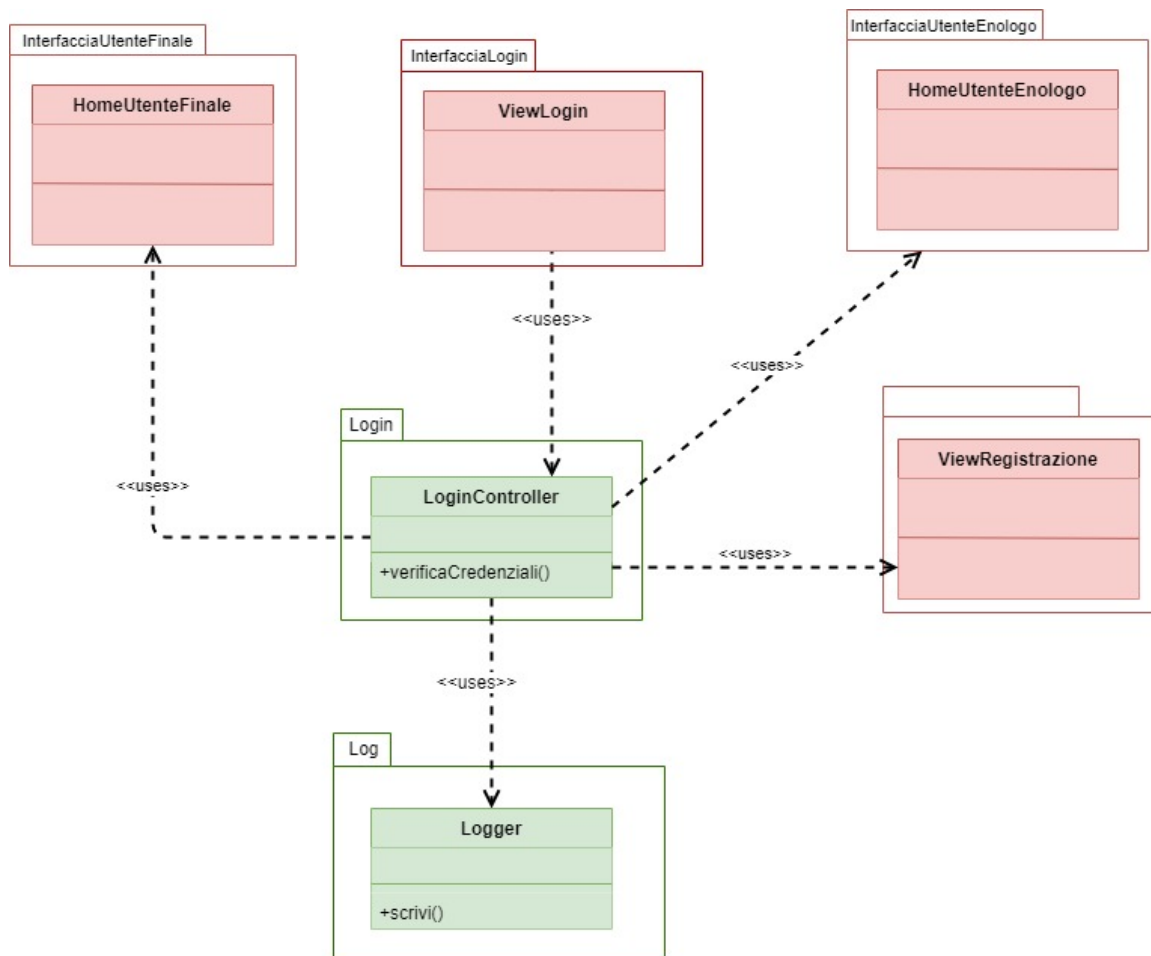 InterfacciaUtenteFinale
HomeUtenteFinale
InterfacciaLogin
ViewLogin
InterfacciaUtenteEnologo
HomeUtenteEnologo
<<uses>>
<<uses>>
<<uses>>
Login
LoginController
+verificaCredenziali()
<<uses>>
ViewRegistrazione
<<uses>>
Log
Logger
+scrivi()